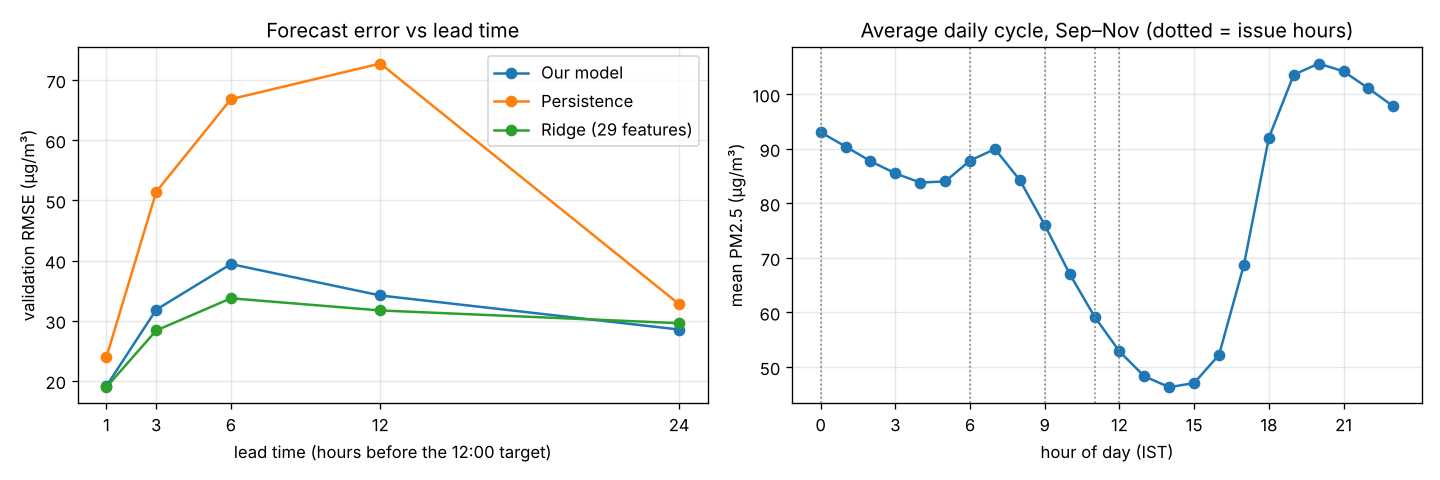 Forecast error vs lead time
validation RMSE (µg/m³)
70
60
50
40
30
20
Our model
Persistence
Ridge (29 features)
1 3 6 12 24
lead time (hours before the 12:00 target)
Average daily cycle, Sep–Nov (dotted = issue hours)
mean PM2.5 (µg/m³)
100
90
80
70
60
50
0 3 6 9 12 15 18 21
hour of day (IST)